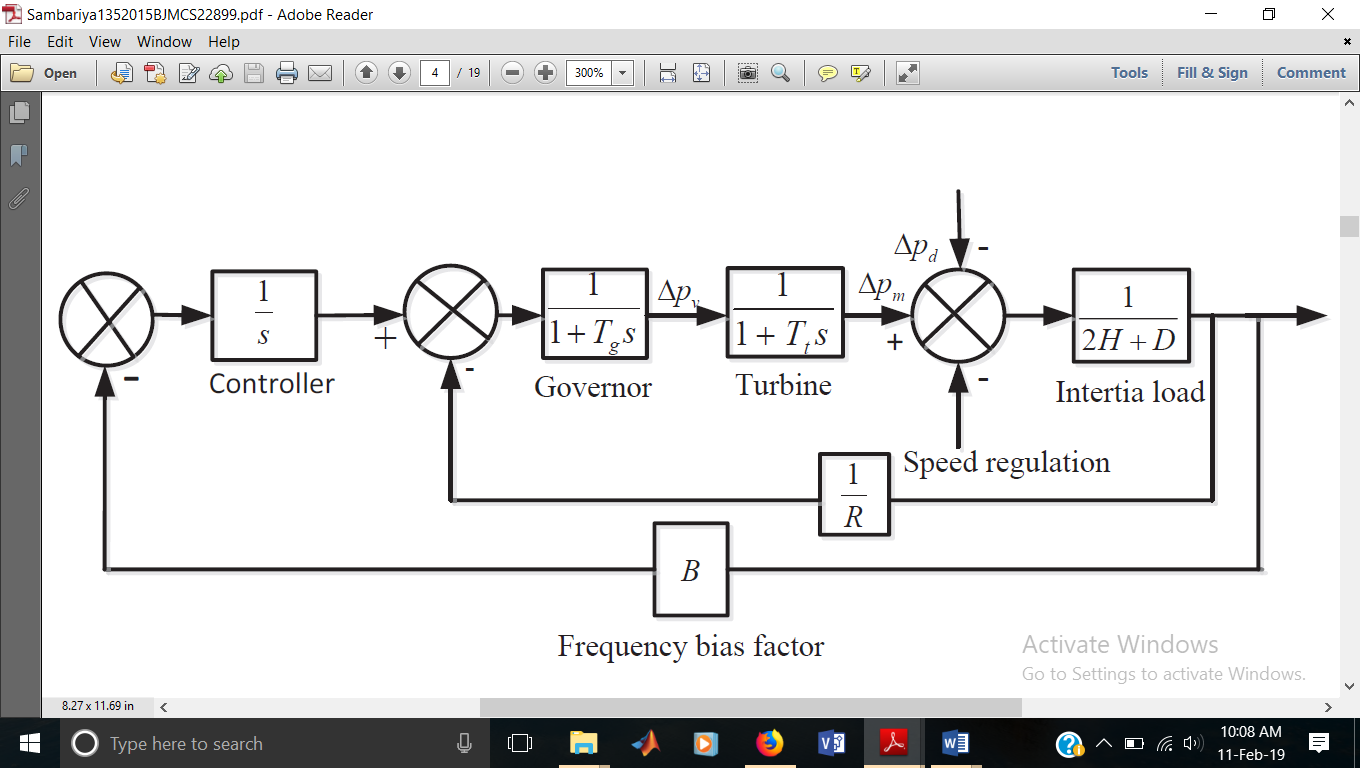 Sambariya1352015BJMCS22899.pdf - Adobe Reader
File Edit View Window Help
Open 4 / 19 300% Tools Fill & Sign Comment
Δp_d -
1/s
+
1/(1+T_g s)
Δp_v
1/(1+T_t s)
Δp_m
+
1/(2H+D)
-
-
-
Controller
Governor
Turbine
Intertia load
Speed regulation
1/R
B
Frequency bias factor
Activate Windows
Go to Settings to activate Windows.
8.27 x 11.69 in
Type here to search
10:08 AM
11-Feb-19